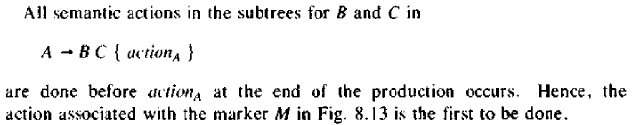 All semantic actions in the subtrees for B and C in
A → B C { action_A }
are done before action_A at the end of the production occurs. Hence, the
action associated with the marker M in Fig. 8.13 is the first to be done.